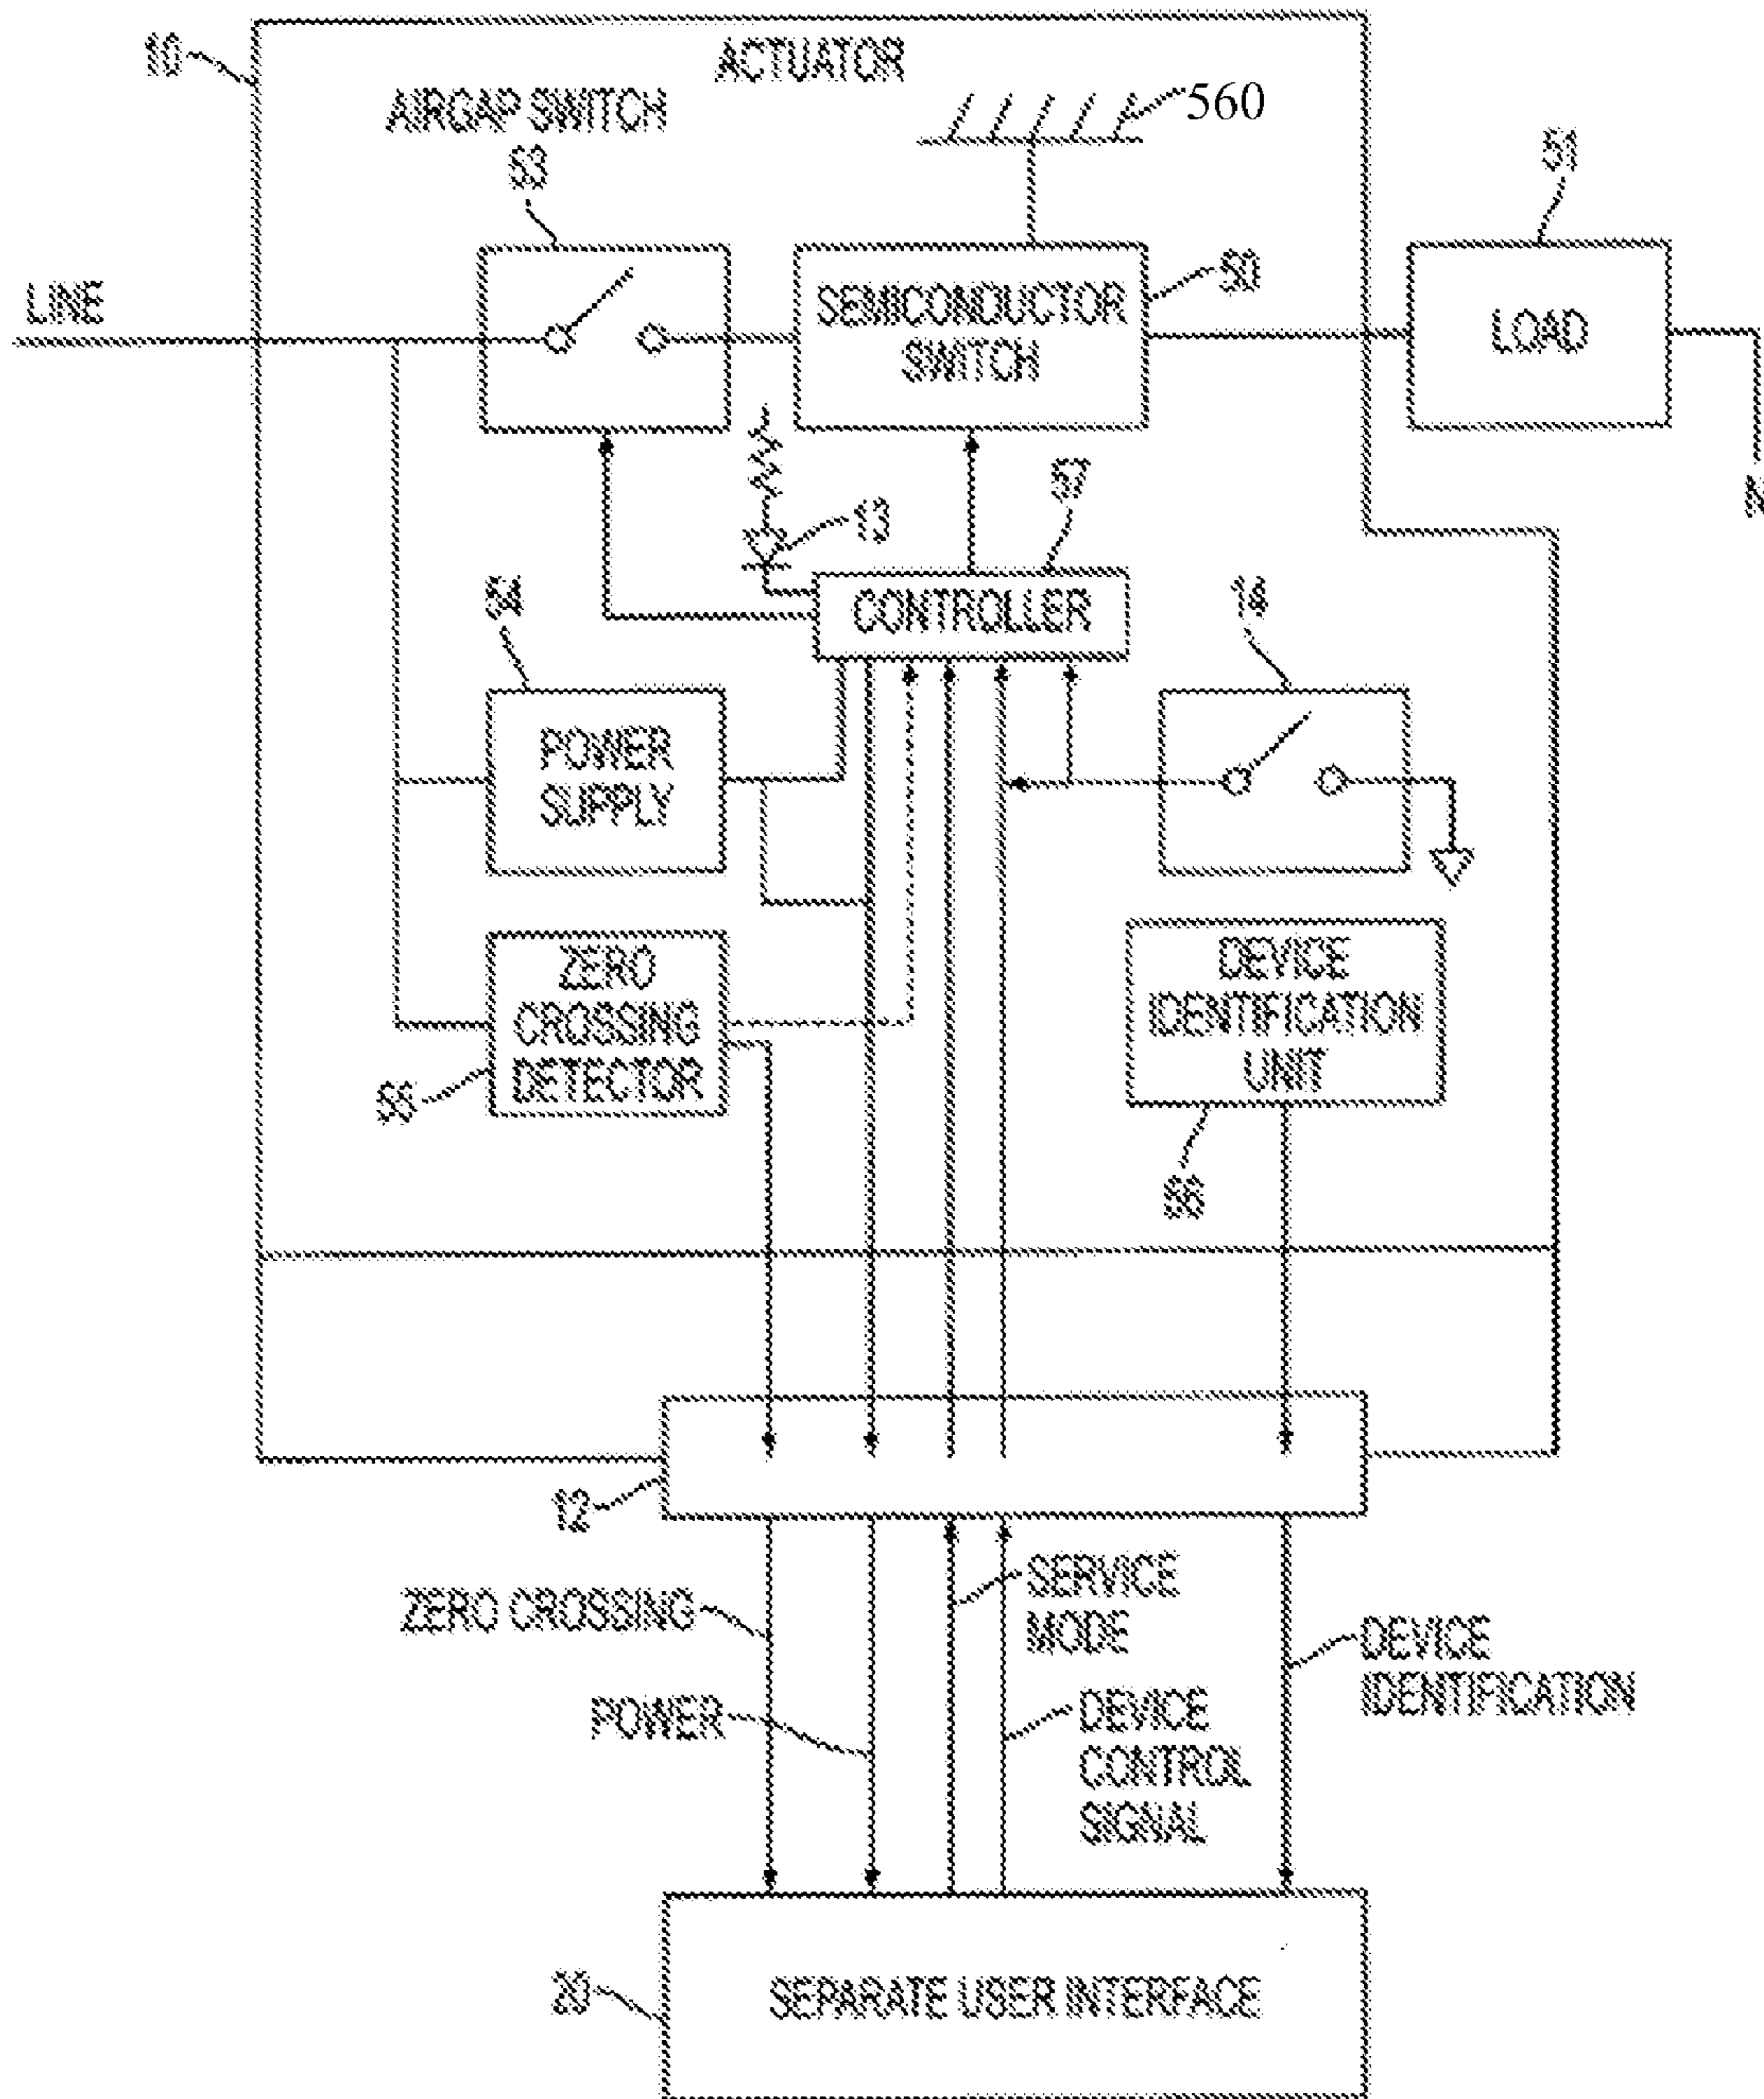 10
ACTUATOR
AIRGAP SWITCH
53
560
51
LINE
SEMICONDUCTOR
SWITCH
50
LOAD
N
57
13
CONTROLLER
54
14
POWER
SUPPLY
ZERO
CROSSING
DETECTOR
55
DEVICE
IDENTIFICATION
UNIT
56
12
ZERO CROSSING
SERVICE
MODE
DEVICE
IDENTIFICATION
POWER
DEVICE
CONTROL
SIGNAL
20
SEPARATE USER INTERFACE